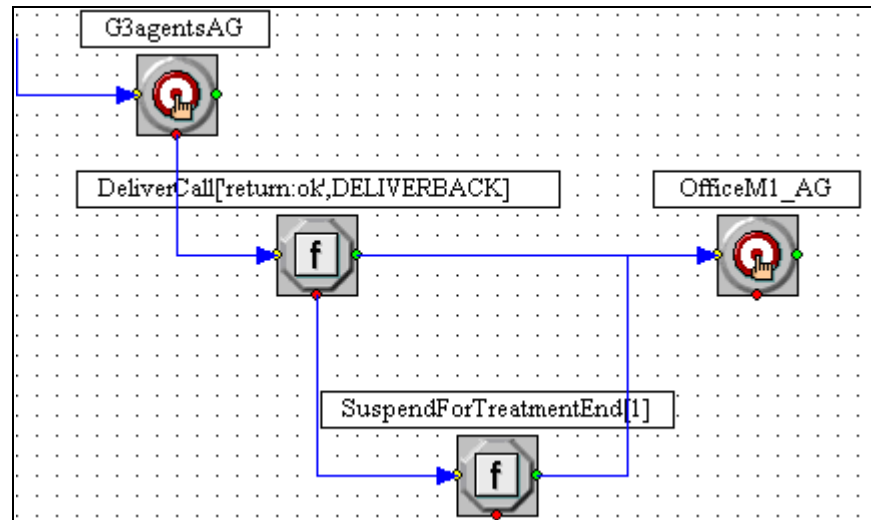 G3agentsAG
DeliverCall['return:ok',DELIVERBACK]
OfficeM1_AG
f
SuspendForTreatmentEnd[1]
f